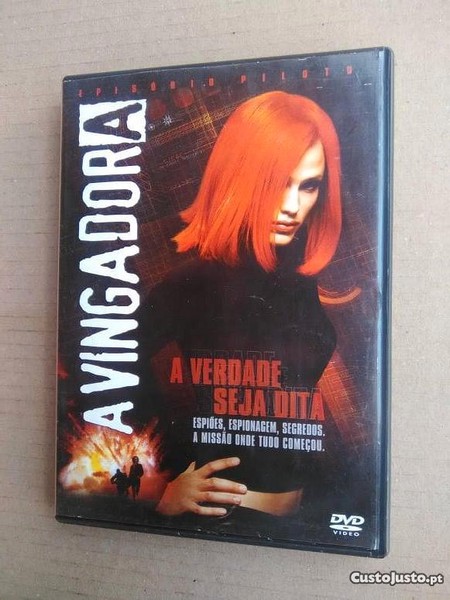 EPISÓDIO PILOTO
A VINGADORA
A VERDADE
SEJA DITA
ESPIÕES, ESPIONAGEM, SEGREDOS.
A MISSÃO ONDE TUDO COMEÇOU.
DVD
VIDEO
CustoJusto.pt